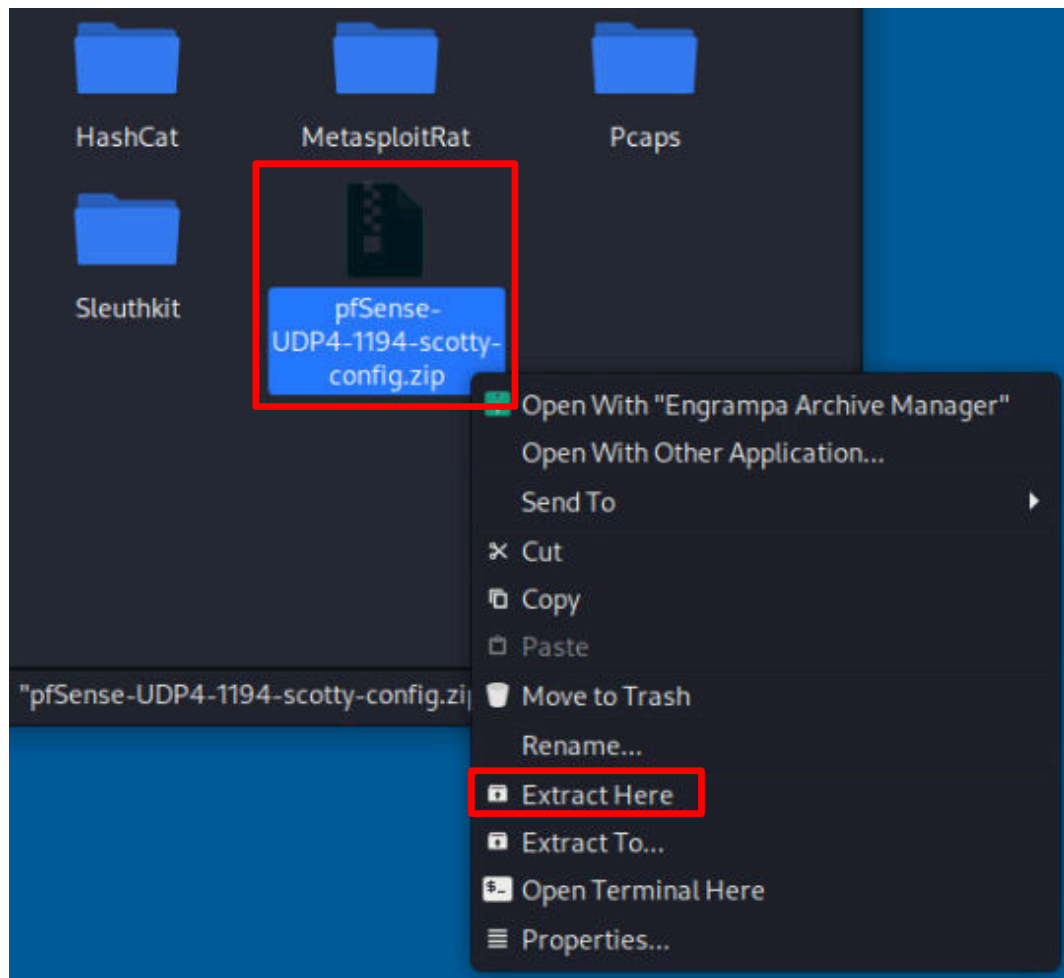 HashCat
MetasploitRat
Pcaps
Sleuthkit
pfSense-
UDP4-1194-scotty-
config.zip
Open With "Engrampa Archive Manager"
Open With Other Application...
Send To
Cut
Copy
Paste
"pfSense-UDP4-1194-scotty-config.zip
Move to Trash
Rename...
Extract Here
Extract To...
Open Terminal Here
Properties...